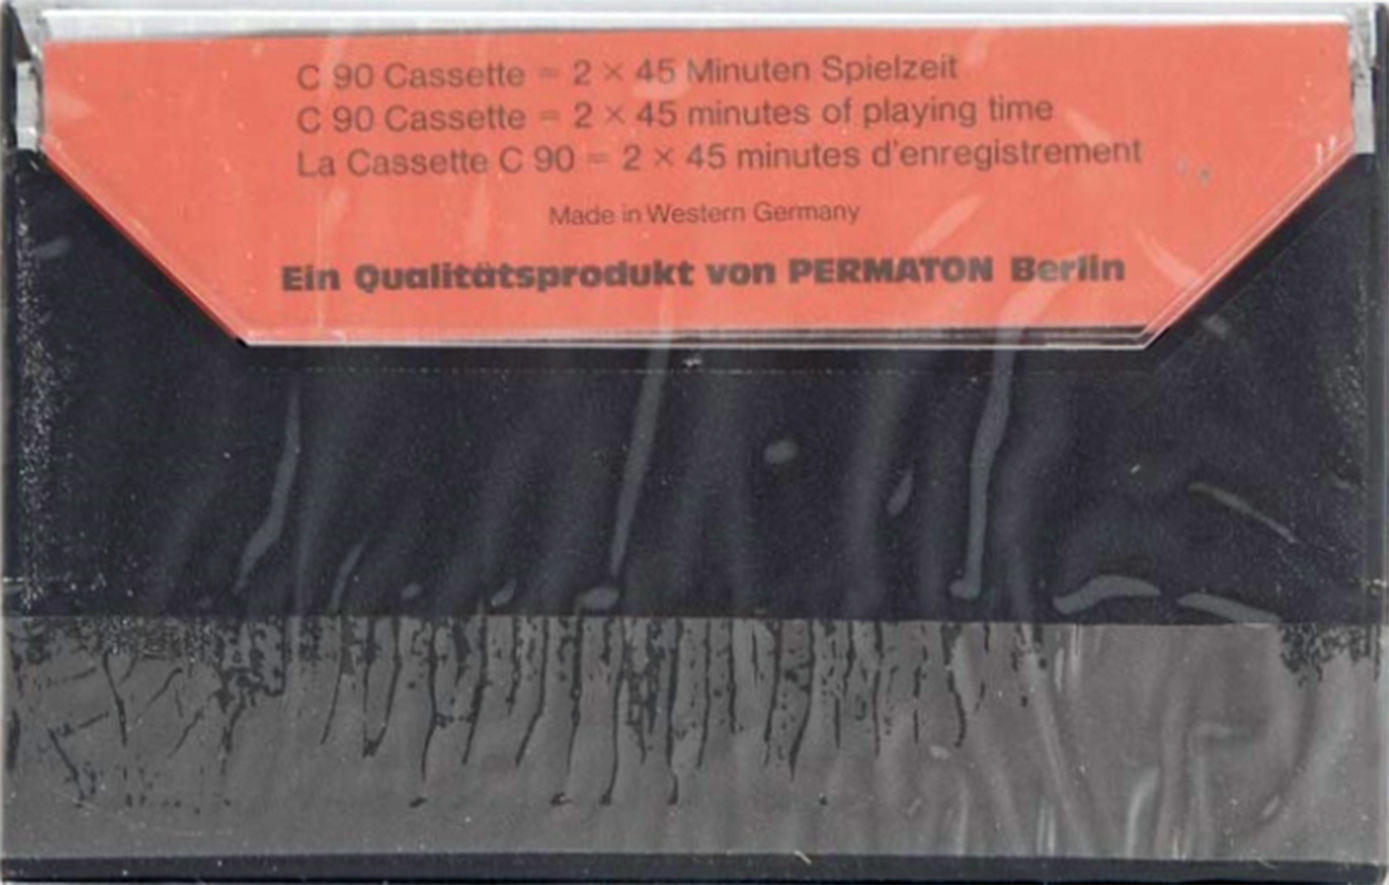 C 90 Cassette = 2 × 45 Minuten Spielzeit
C 90 Cassette = 2 × 45 minutes of playing time
La Cassette C 90 = 2 × 45 minutes d'enregistrement
Made in Western Germany
Ein Qualitätsprodukt von PERMATON Berlin